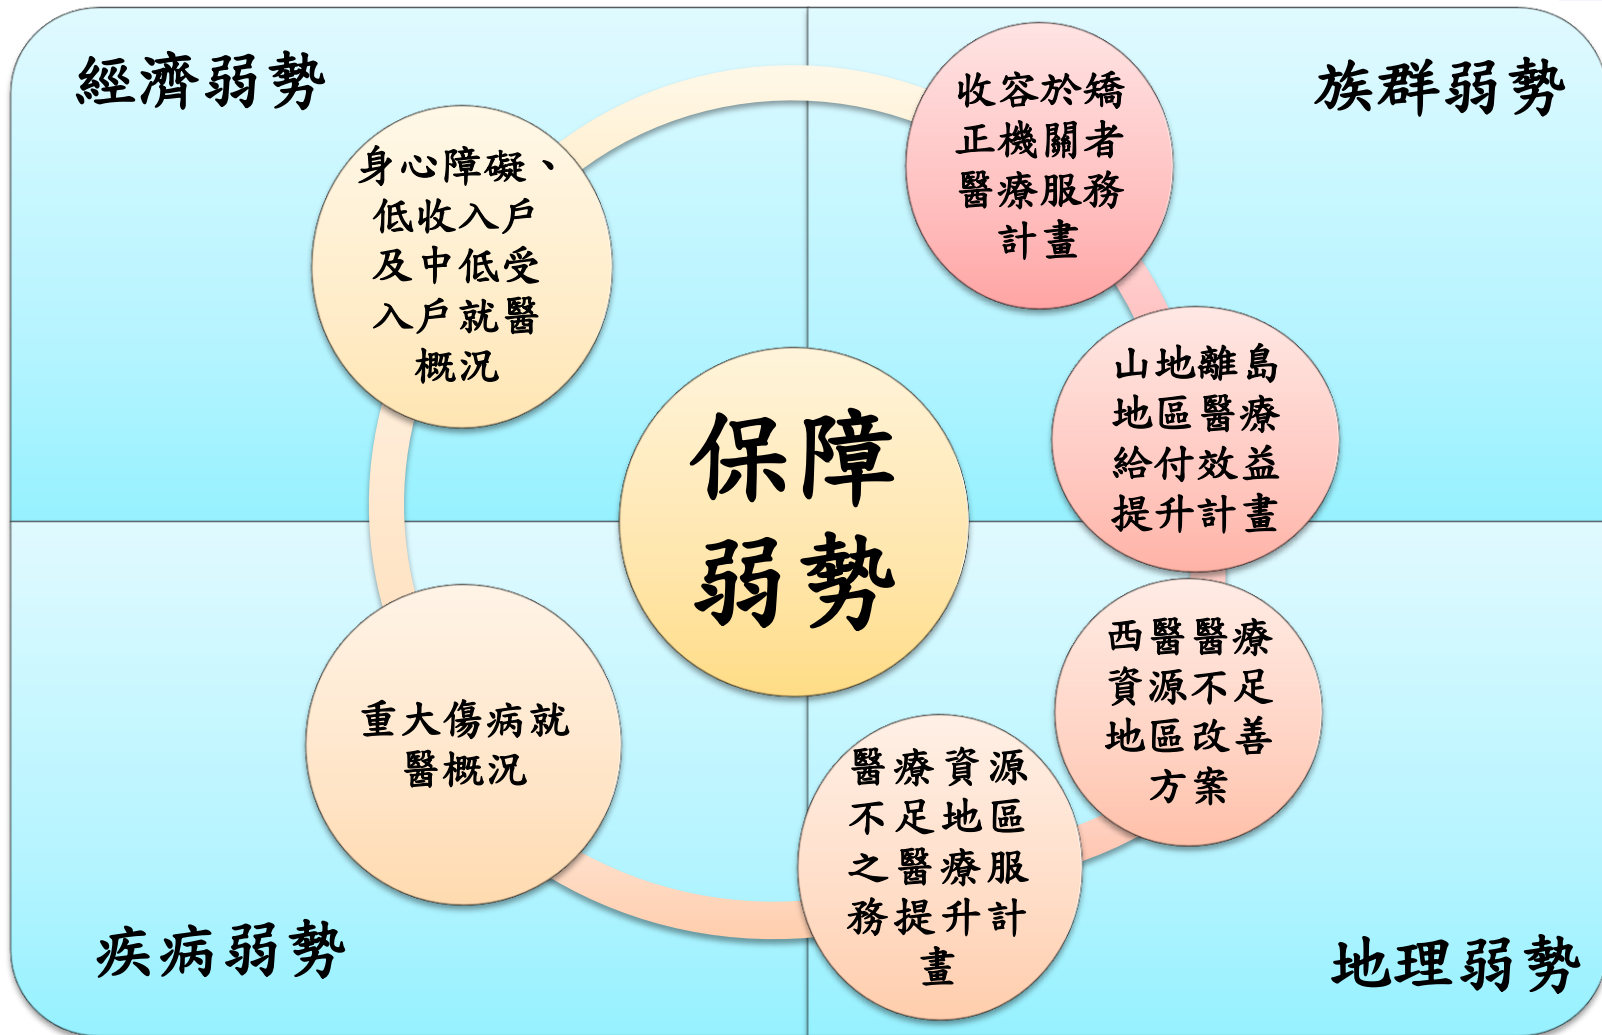 經濟弱勢
族群弱勢
收容於矯
正機關者
醫療服務
計畫
身心障礙、
低收入戶
及中低受
入戶就醫
概況
山地離島
地區醫療
給付效益
提升計畫
保障
弱勢
西醫醫療
資源不足
地區改善
方案
重大傷病就
醫概況
醫療資源
不足地區
之醫療服
務提升計
畫
疾病弱勢
地理弱勢